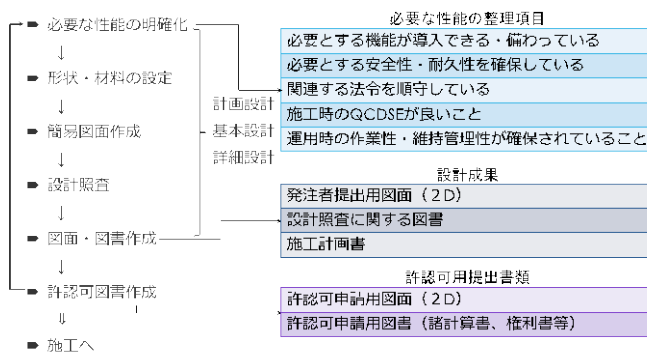 ➡ 必要な性能の明確化
↓
➡ 形状・材料の設定
↓
➡ 簡易図面作成
↓
➡ 設計照査
↓
➡ 図面・図書作成
↓
➡ 許認可図書作成
⇓
➡ 施工へ
計画設計
基本設計
詳細設計
必要な性能の整理項目
必要とする機能が導入できる・備わっている
必要とする安全性・耐久性を確保している
関連する法令を順守している
施工時のQCDSEが良いこと
運用時の作業性・維持管理性が確保されていること
設計成果
発注者提出用図面（２D）
設計照査に関する図書
施工計画書
許認可用提出書類
許認可申請用図面（２D）
許認可申請用図書（諸計算書、権利書等）